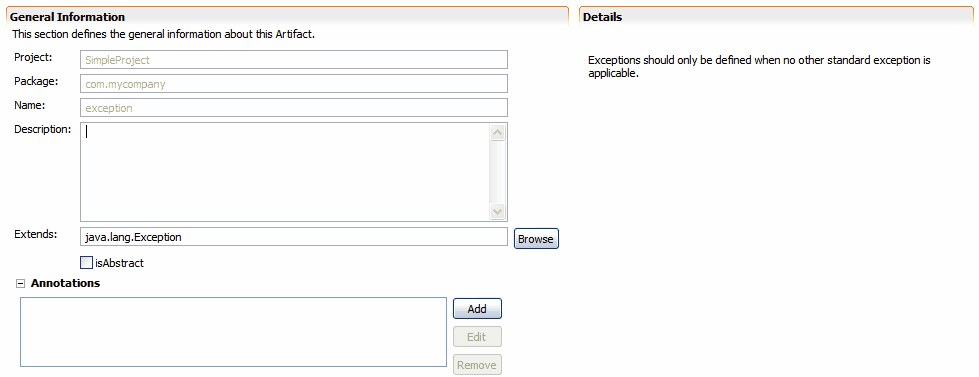 General Information
This section defines the general information about this Artifact.
Project: SimpleProject
Package: com.mycompany
Name: exception
Description:
Extends: java.lang.Exception Browse
isAbstract
Annotations
Add
Edit
Remove
Details
Exceptions should only be defined when no other standard exception is
applicable.